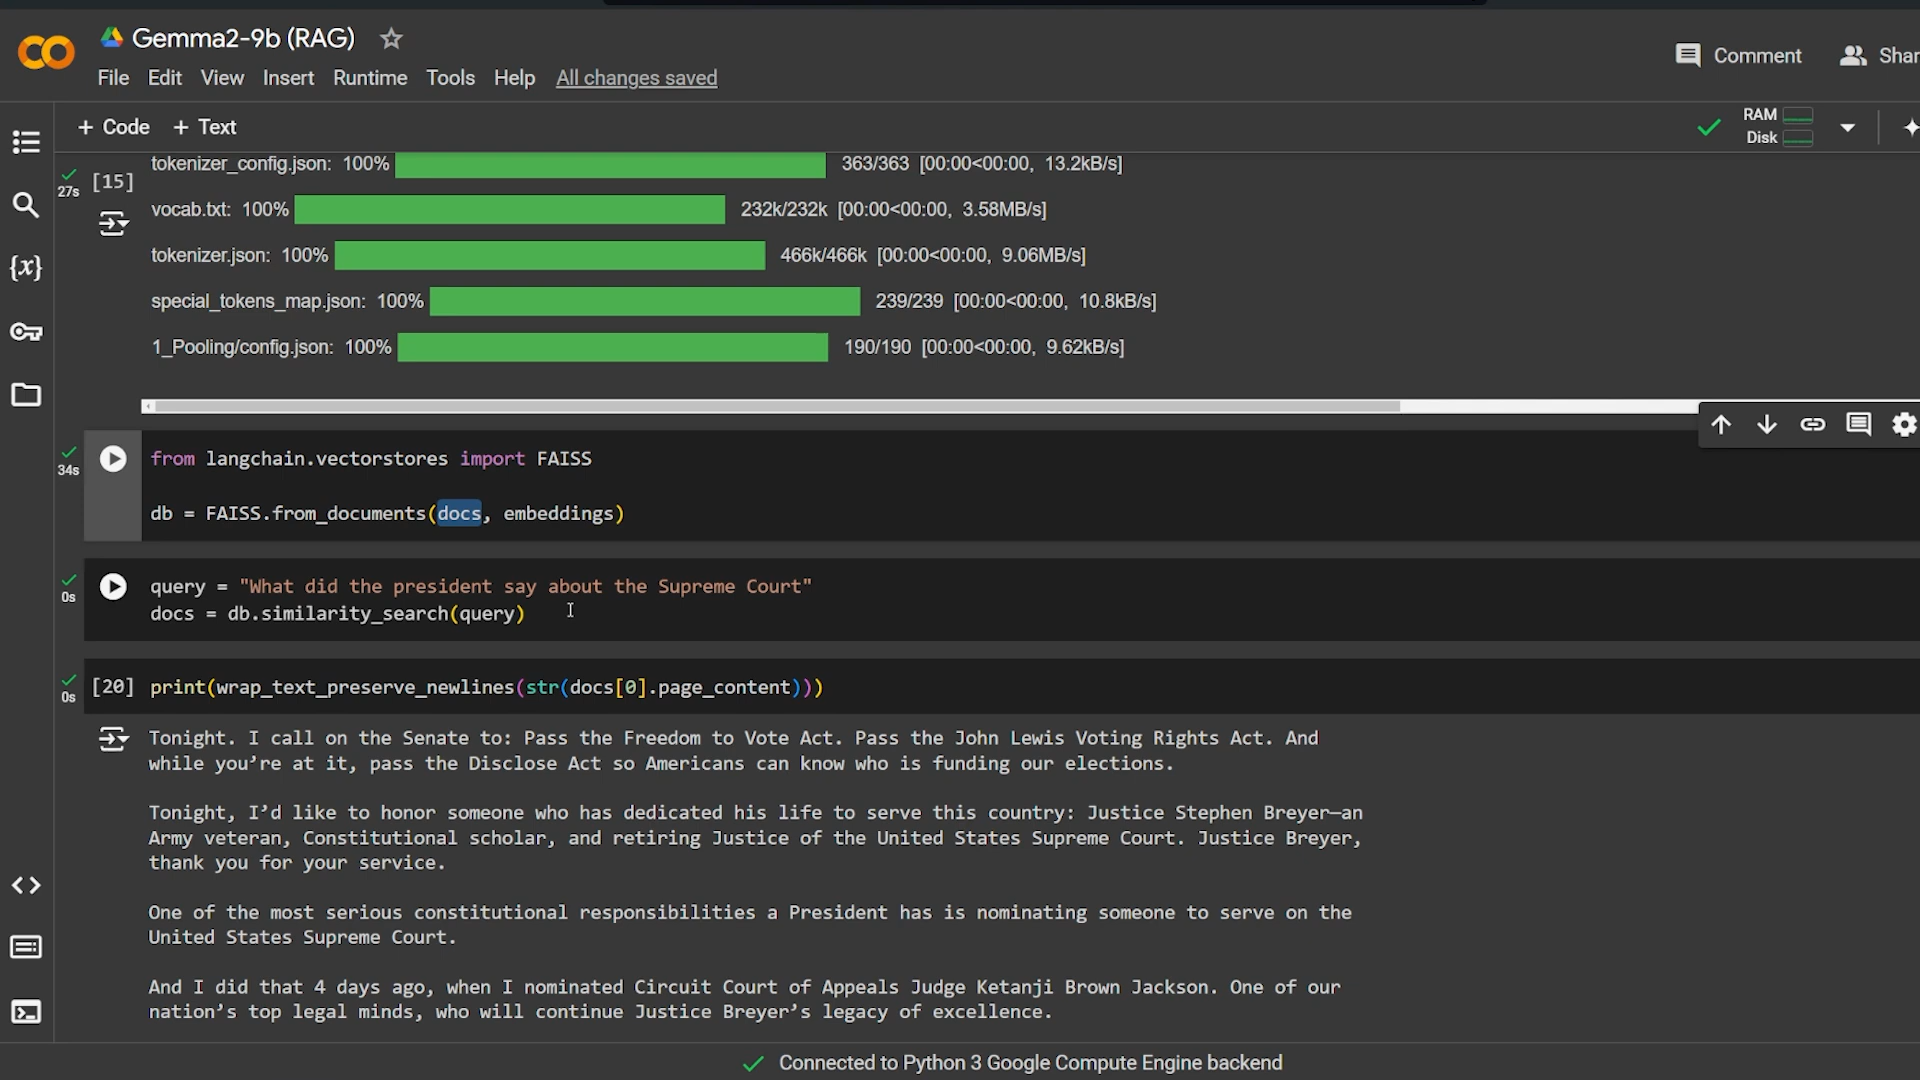 Gemma2-9b (RAG)
File Edit View Insert Runtime Tools Help All changes saved
Comment
Shar
+ Code + Text
RAM
Disk
27s
[15]
tokenizer_config.json: 100% 363/363 [00:00<00:00, 13.2kB/s]
vocab.txt: 100% 232k/232k [00:00<00:00, 3.58MB/s]
tokenizer.json: 100% 466k/466k [00:00<00:00, 9.06MB/s]
special_tokens_map.json: 100% 239/239 [00:00<00:00, 10.8kB/s]
1_Pooling/config.json: 100% 190/190 [00:00<00:00, 9.62kB/s]
{x}
34s
from langchain.vectorstores import FAISS
db = FAISS.from_documents(docs, embeddings)
0s
query = "What did the president say about the Supreme Court"
docs = db.similarity_search(query)
0s
[20] print(wrap_text_preserve_newlines(str(docs[0].page_content)))
Tonight. I call on the Senate to: Pass the Freedom to Vote Act. Pass the John Lewis Voting Rights Act. And
while you’re at it, pass the Disclose Act so Americans can know who is funding our elections.
Tonight, I’d like to honor someone who has dedicated his life to serve this country: Justice Stephen Breyer—an
Army veteran, Constitutional scholar, and retiring Justice of the United States Supreme Court. Justice Breyer,
thank you for your service.
One of the most serious constitutional responsibilities a President has is nominating someone to serve on the
United States Supreme Court.
And I did that 4 days ago, when I nominated Circuit Court of Appeals Judge Ketanji Brown Jackson. One of our
nation’s top legal minds, who will continue Justice Breyer’s legacy of excellence.
Connected to Python 3 Google Compute Engine backend